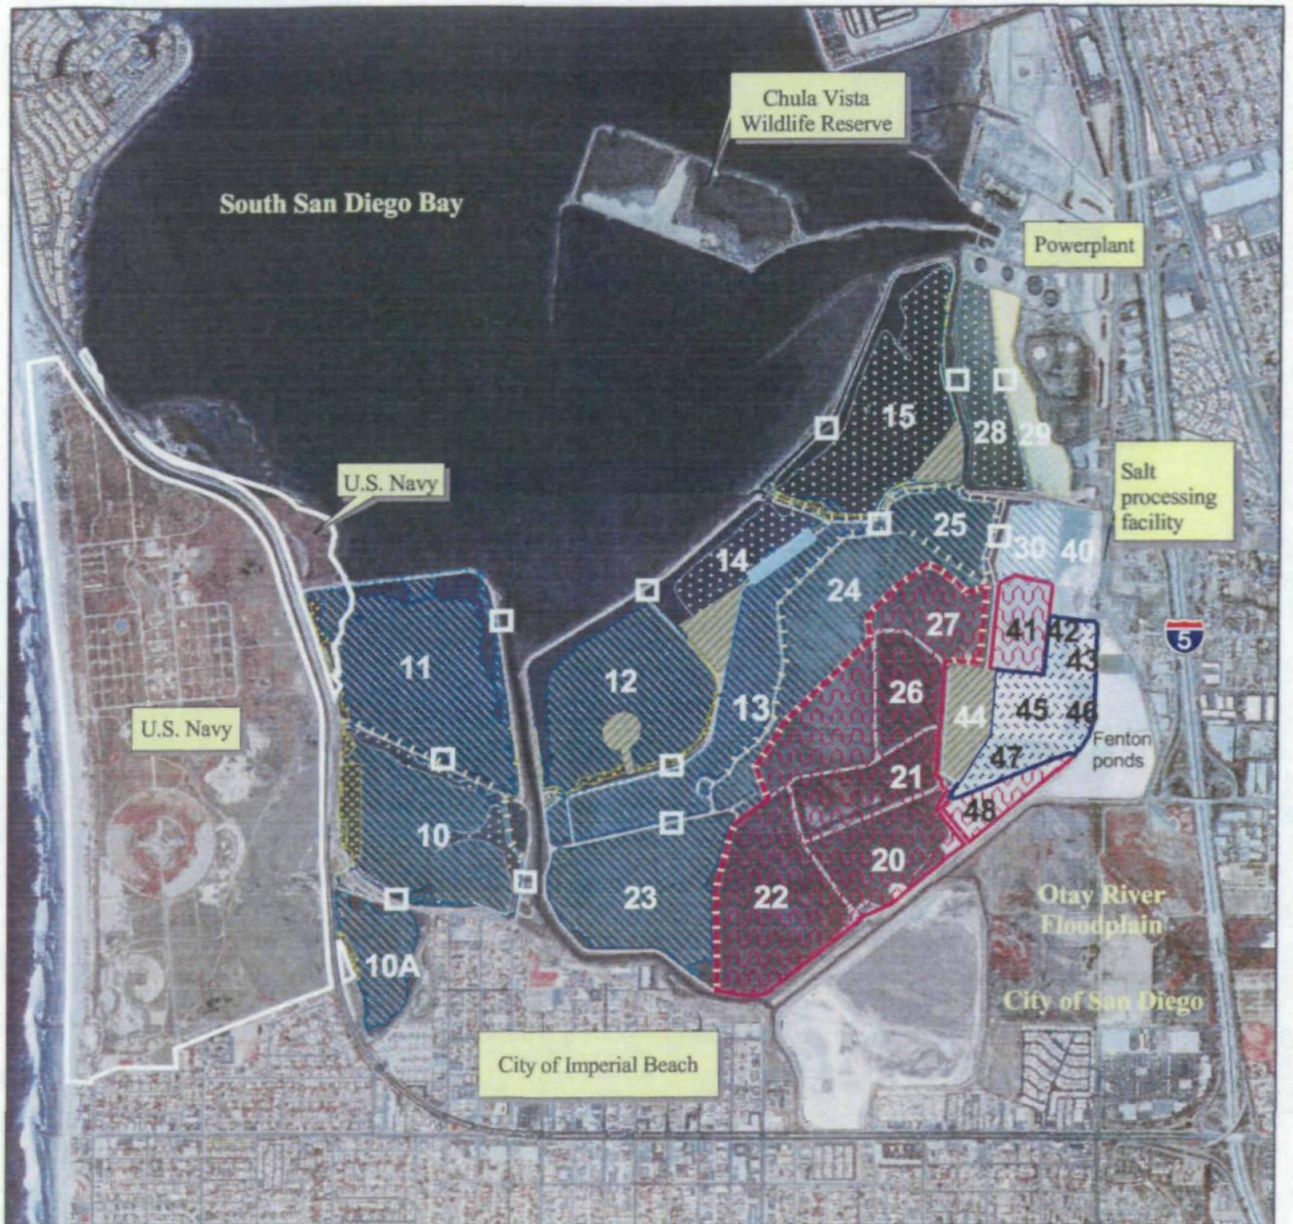 Chula Vista
Wildlife Reserve
South San Diego Bay
Powerplant
15
28
29
Salt
processing
facility
U.S. Navy
25
30
40
14
24
27
41
42
43
5
11
12
13
26
44
45
46
U.S. Navy
Fenton
ponds
47
21
48
10
20
23
22
Otay River
Floodplain
10A
City of San Diego
City of Imperial Beach